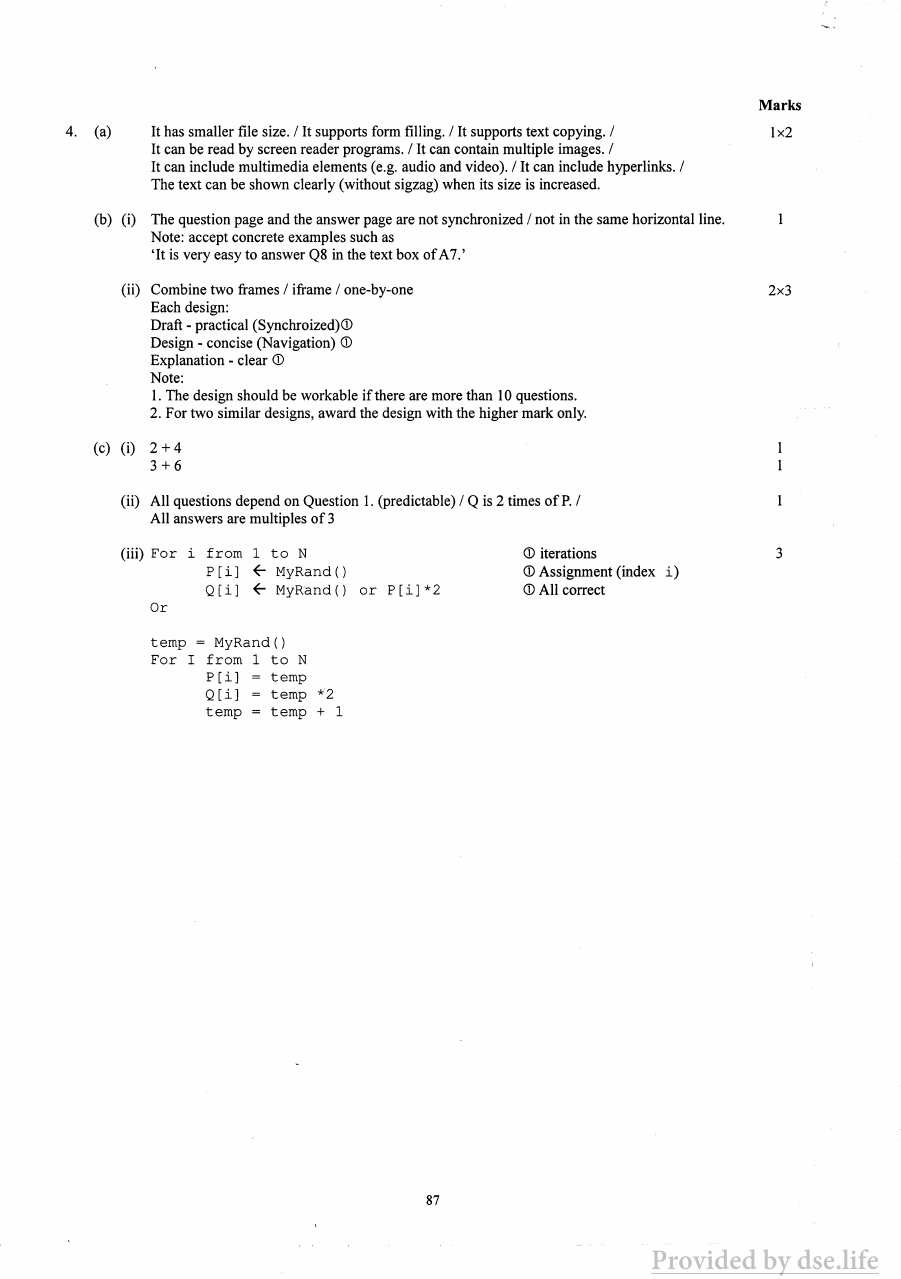 Marks
4. (a) It has smaller file size. / It supports form filling. / It supports text copying. / 1×2
It can be read by screen reader programs. / It can contain multiple images. /
It can include multimedia elements (e.g. audio and video). / It can include hyperlinks. /
The text can be shown clearly (without sigzag) when its size is increased.
(b) (i) The question page and the answer page are not synchronized / not in the same horizontal line. 1
Note: accept concrete examples such as
‘It is very easy to answer Q8 in the text box of A7.’
(ii) Combine two frames / iframe / one-by-one 2×3
Each design:
Draft - practical (Synchroized)①
Design - concise (Navigation) ①
Explanation - clear ①
Note:
1. The design should be workable if there are more than 10 questions.
2. For two similar designs, award the design with the higher mark only.
(c) (i) 2 + 4 1
3 + 6 1
(ii) All questions depend on Question 1. (predictable) / Q is 2 times of P. / 1
All answers are multiples of 3
(iii) For i from 1 to N ① iterations 3
P[i] ← MyRand() ① Assignment (index i)
Q[i] ← MyRand() or P[i]*2 ① All correct
Or
temp = MyRand()
For I from 1 to N
P[i] = temp
Q[i] = temp *2
temp = temp + 1
87
Provided by dse.life